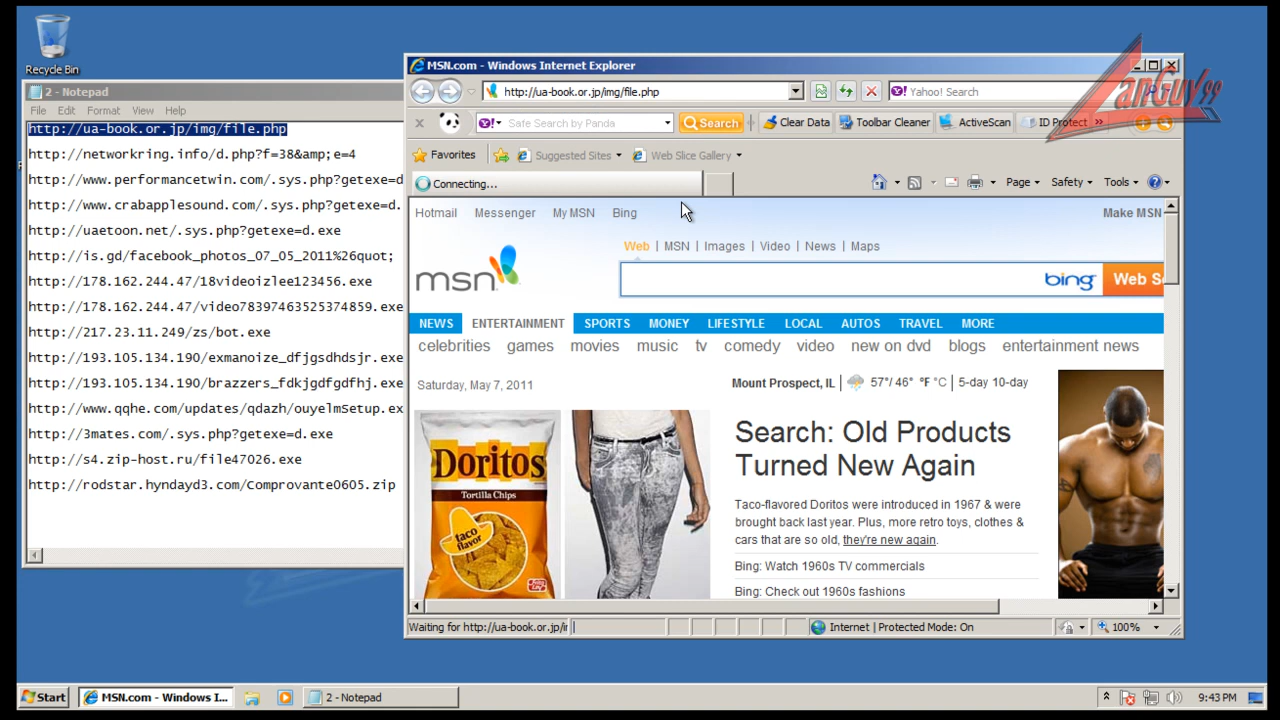 Recycle Bin
2 - Notepad
File Edit Format View Help
http://ua-book.or.jp/img/file.php
http://networkring.info/d.php?f=38&amp;e=4
http://www.performancetwin.com/.sys.php?getexe=d
http://www.crabapplesound.com/.sys.php?getexe=d.
http://uaetoon.net/.sys.php?getexe=d.exe
http://is.gd/facebook_photos_07_05_2011%26quot;
http://178.162.244.47/18videoizlee123456.exe
http://178.162.244.47/video78397463525374859.exe
http://217.23.11.249/zs/bot.exe
http://193.105.134.190/exmanoize_dfjgsdhdsjr.exe
http://193.105.134.190/brazzers_fdkjgdfgdfhj.exe
http://www.qqhe.com/updates/qdazh/ouyelmSetup.ex
http://3mates.com/.sys.php?getexe=d.exe
http://s4.zip-host.ru/file47026.exe
http://rodstar.hyndayd3.com/Comprovante0605.zip
MSN.com - Windows Internet Explorer
LanGuy99
http://ua-book.or.jp/img/file.php
Yahoo! Search
Y! Safe Search by Panda Search Clear Data Toolbar Cleaner ActiveScan ID Protect »
Favorites Suggested Sites Web Slice Gallery
Connecting...
Page Safety Tools
Hotmail Messenger My MSN Bing Make MSN
Web | MSN | Images | Video | News | Maps
msn
bing Web S
NEWS ENTERTAINMENT SPORTS MONEY LIFESTYLE LOCAL AUTOS TRAVEL MORE
celebrities games movies music tv comedy video new on dvd blogs entertainment news
Saturday, May 7, 2011
Mount Prospect, IL | 57°/ 46° °F °C | 5-day 10-day
Doritos
Tortilla Chips
taco flavor
Search: Old Products
Turned New Again
Taco-flavored Doritos were introduced in 1967 & were
brought back last year. Plus, more retro toys, clothes &
cars that are so old, they're new again.
Bing: Watch 1960s TV commercials
Bing: Check out 1960s fashions
Waiting for http://ua-book.or.jp/ir
Internet | Protected Mode: On
100%
Start
MSN.com - Windows I...
2 - Notepad
9:43 PM